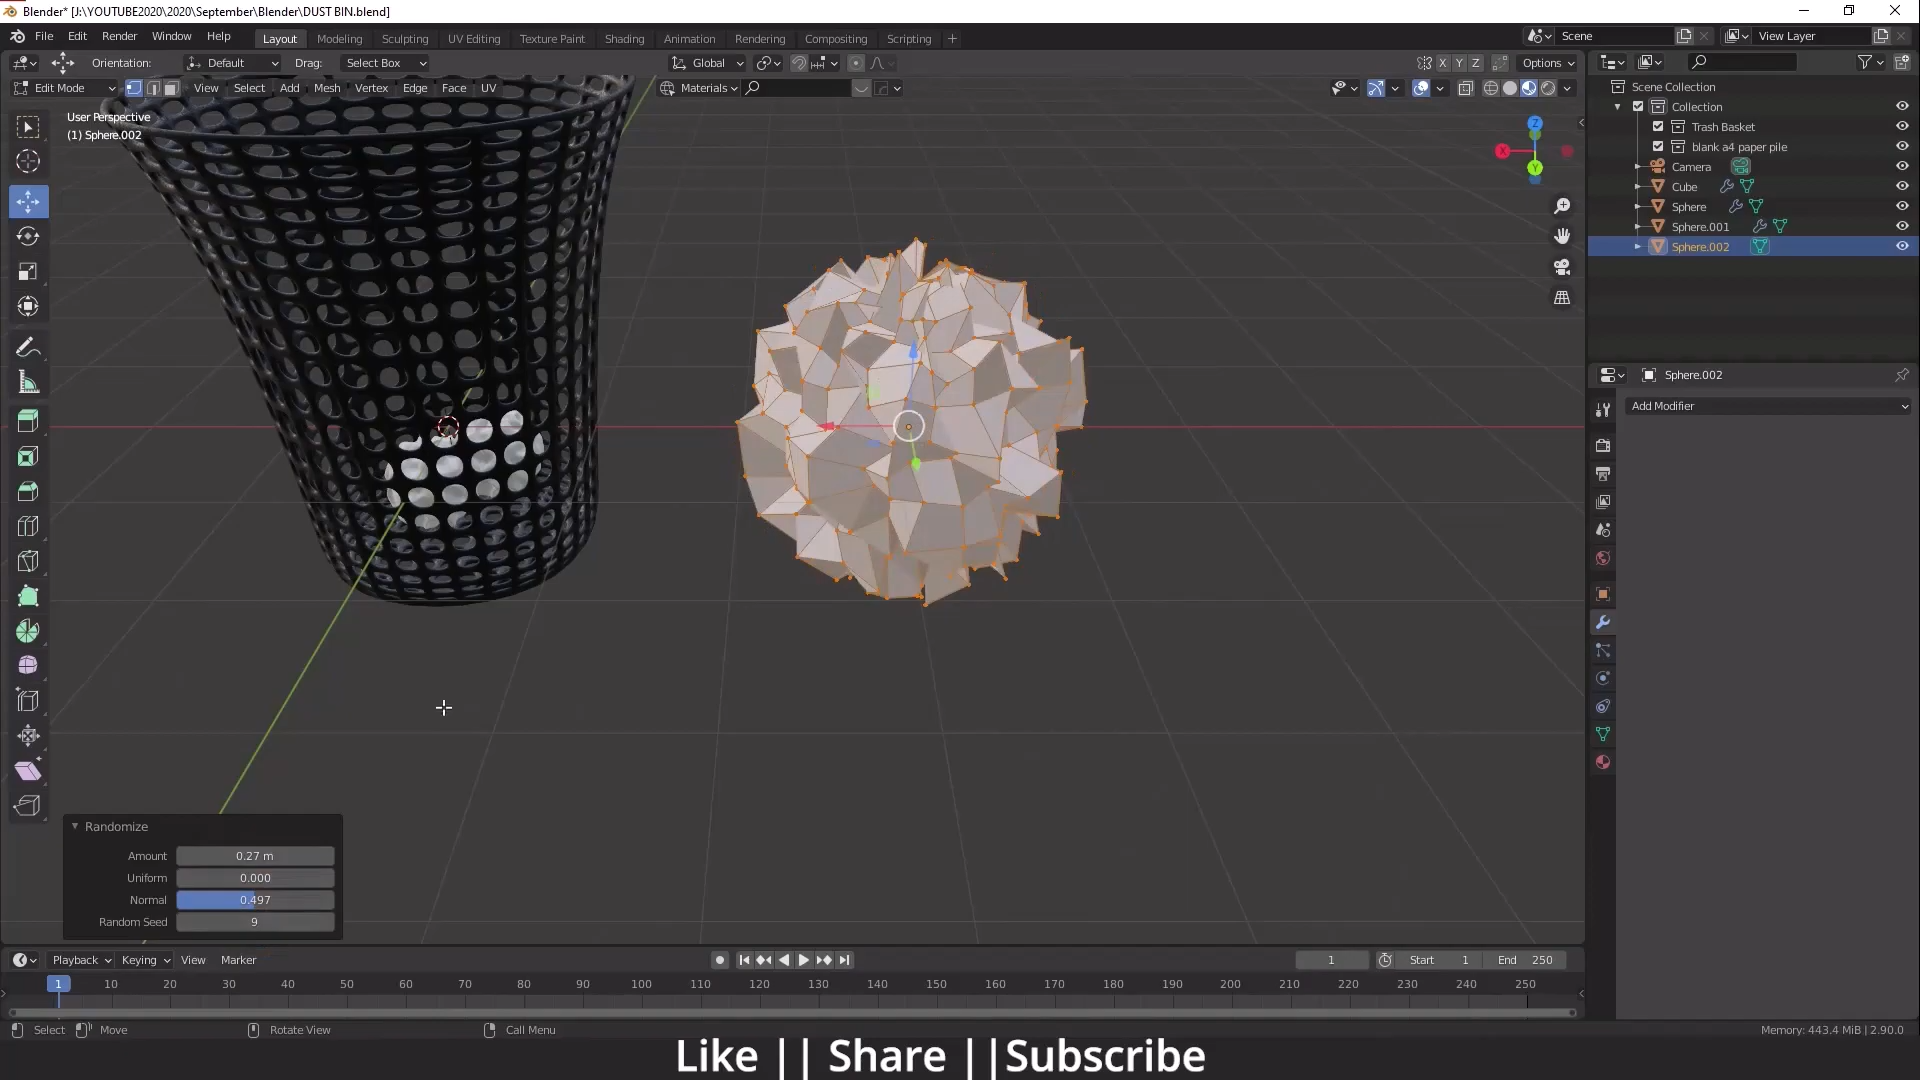 Blender* [J:\YOUTUBE2020\2020\September\Blender\DUST BIN.blend]
File Edit Render Window Help Layout Modeling Sculpting UV Editing Texture Paint Shading Animation Rendering Compositing Scripting + Scene View Layer
Orientation: Default Drag: Select Box Global X Y Z Options
Edit Mode View Select Add Mesh Vertex Edge Face UV Materials
User Perspective
(1) Sphere.002
Scene Collection
Collection
Trash Basket
blank a4 paper pile
Camera
Cube
Sphere
Sphere.001
Sphere.002
Z
X
Y
Sphere.002
Add Modifier
Randomize
Amount 0.27 m
Uniform 0.000
Normal 0.497
Random Seed 9
Playback Keying View Marker 1 Start 1 End 250
1 10 20 30 40 50 60 70 80 90 100 110 120 130 140 150 160 170 180 190 200 210 220 230 240 250
Select Move Rotate View Call Menu Memory: 443.4 MiB | 2.90.0
Like || Share ||Subscribe